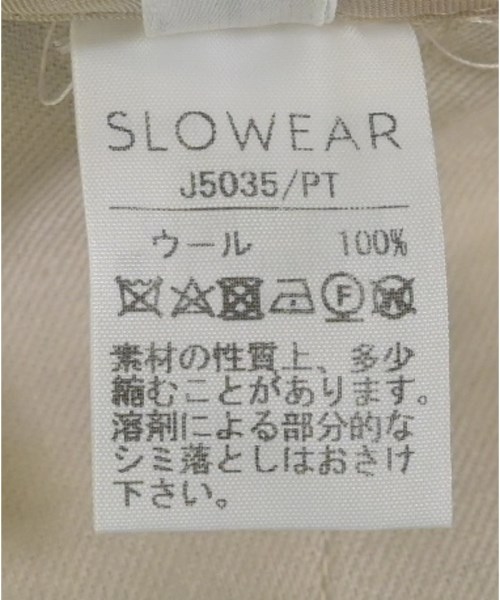 SLOWEAR
J5035/PT
ウール 100%
素材の性質上、多少
縮むことがあります。
溶剤による部分的な
シミ落としはおさけ
下さい。